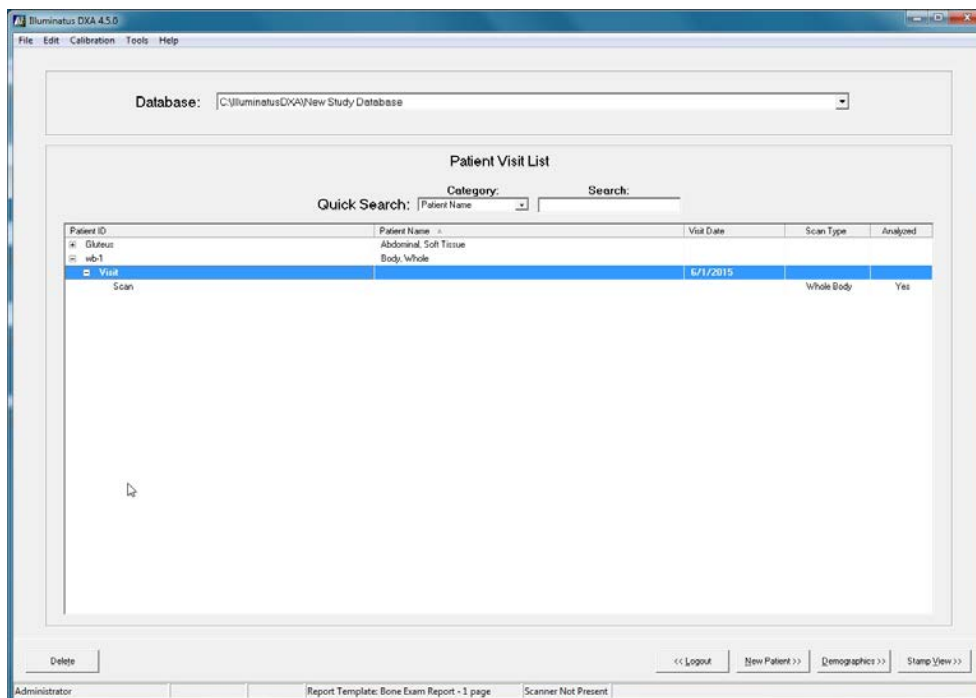 Illuminatus DXA 4.5.0
File Edit Calibration Tools Help
Database: C:\IlluminatusDXA\New Study Database
Patient Visit List
Category: Search:
Quick Search: Patient Name
Patient ID Patient Name Visit Date Scan Type Analyzed
Gluteus Abdominal, Soft Tissue
wb-1 Body, Whole
Visit 6/1/2015
Scan Whole Body Yes
Delete << Logout New Patient >> Demographics >> Stamp View >>
Administrator Report Template: Bone Exam Report - 1 page Scanner Not Present